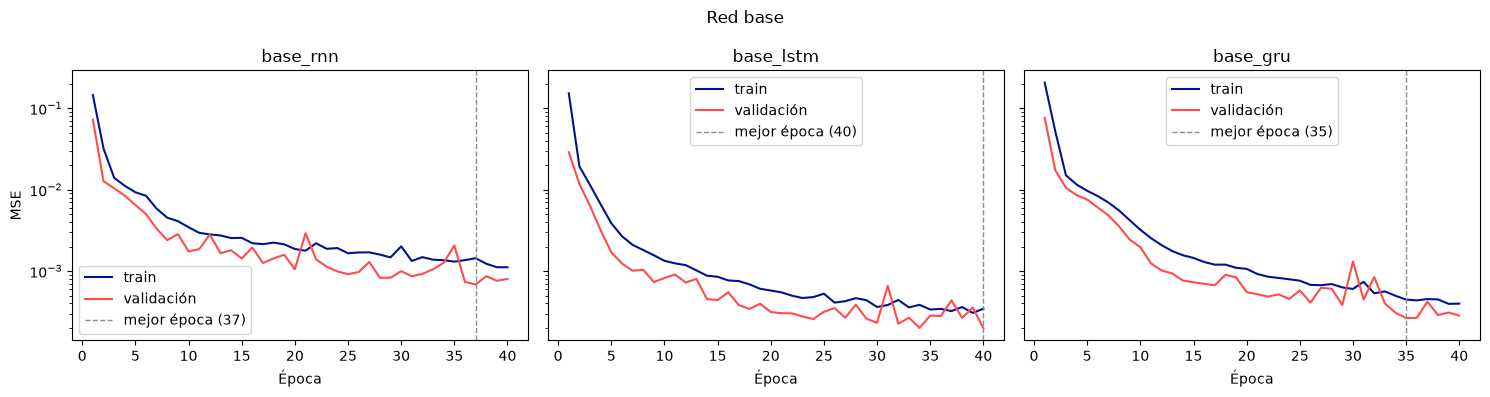 Red base
base_rnn
base_lstm
base_gru
MSE
10⁻¹
10⁻²
10⁻³
train
validación
mejor época (37)
train
validación
mejor época (40)
train
validación
mejor época (35)
0 5 10 15 20 25 30 35 40
0 5 10 15 20 25 30 35 40
0 5 10 15 20 25 30 35 40
Época
Época
Época